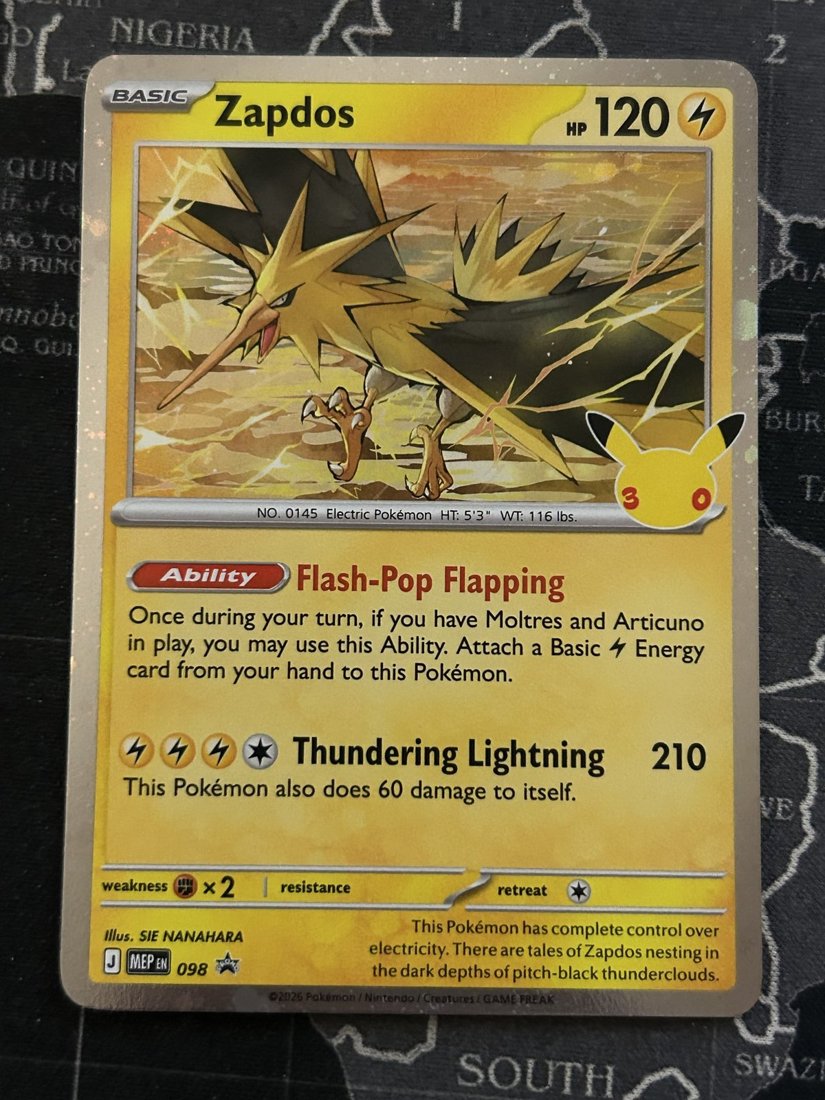 NIGERIA
2
BASIC
Zapdos
HP 120
NO. 0145 Electric Pokémon HT: 5'3" WT: 116 lbs.
30
Ability
Flash-Pop Flapping
Once during your turn, if you have Moltres and Articuno
in play, you may use this Ability. Attach a Basic Energy
card from your hand to this Pokémon.
Thundering Lightning 210
This Pokémon also does 60 damage to itself.
weakness ×2 resistance retreat
Illus. SIE NANAHARA
J MEP EN 098
PROMO
This Pokémon has complete control over
electricity. There are tales of Zapdos nesting in
the dark depths of pitch-black thunderclouds.
©2026 Pokémon / Nintendo / Creatures / GAME FREAK
SOUTH
SWAZI